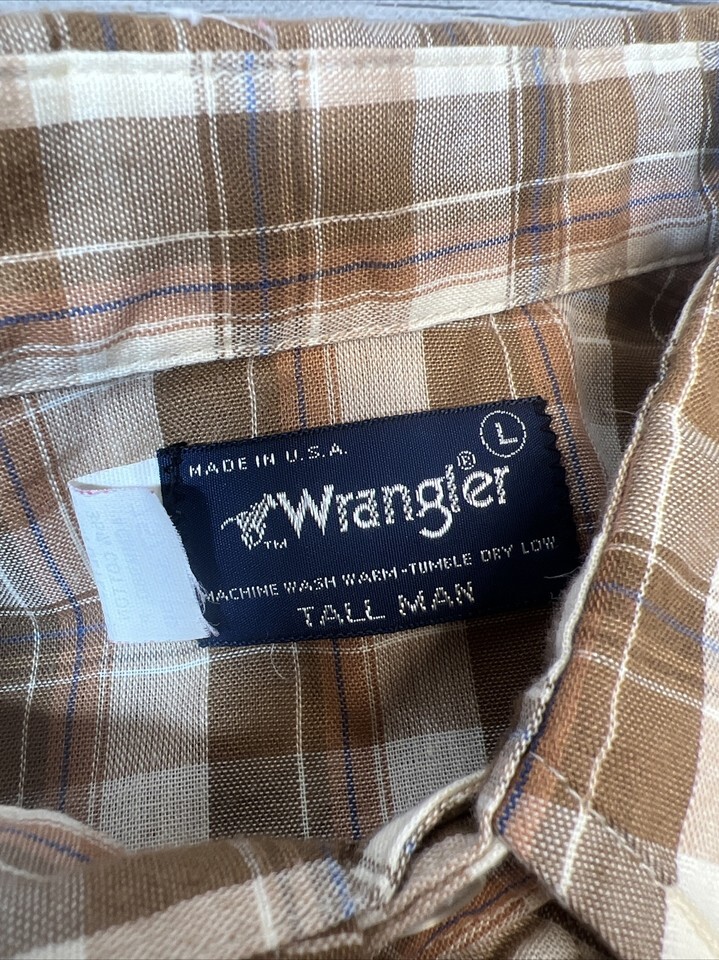 L
MADE IN U.S.A.
Wrangler®
TM
MACHINE WASH WARM-TUMBLE DRY LOW
TALL MAN